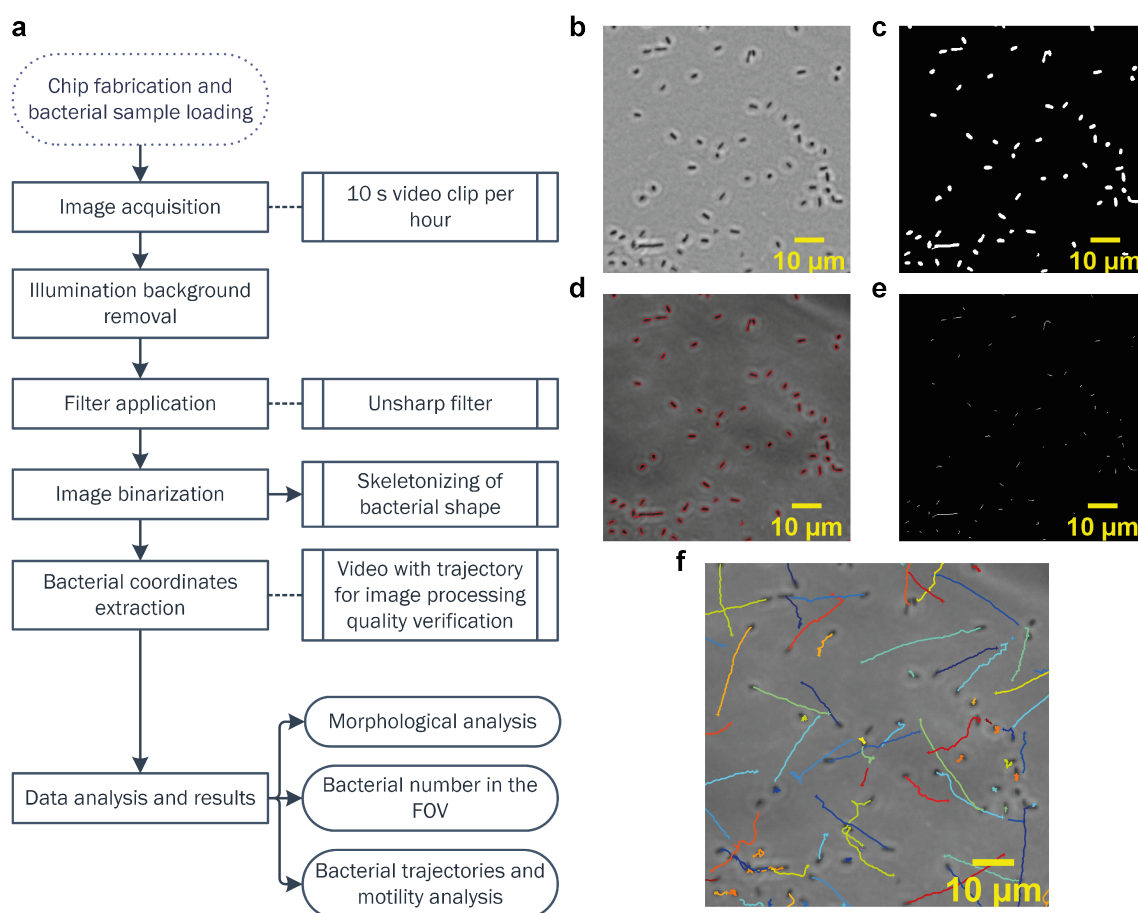 a
Chip fabrication and
bacterial sample loading
Image acquisition
10 s video clip per
hour
Illumination background
removal
Filter application
Unsharp filter
Image binarization
Skeletonizing of
bacterial shape
Bacterial coordinates
extraction
Video with trajectory
for image processing
quality verification
Data analysis and results
Morphological analysis
Bacterial number in the
FOV
Bacterial trajectories and
motility analysis
b
10 µm
c
10 µm
d
10 µm
e
10 µm
f
10 µm